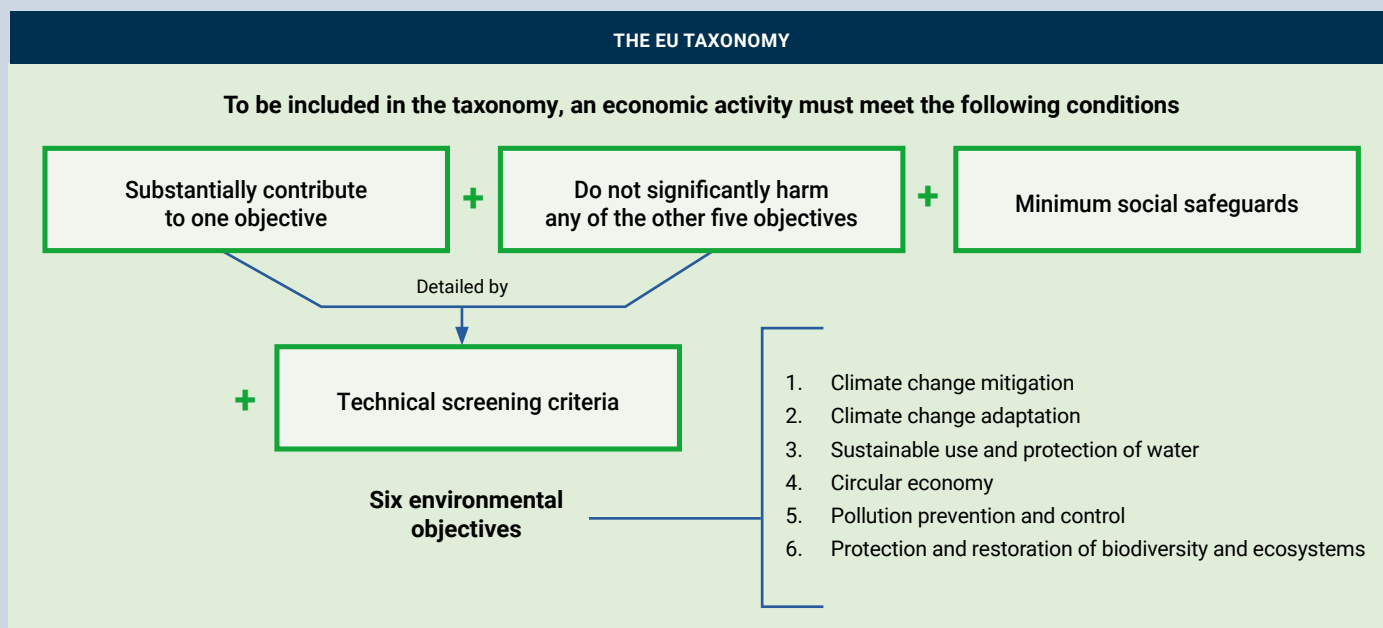 THE EU TAXONOMY
To be included in the taxonomy, an economic activity must meet the following conditions
Substantially contribute
to one objective
+
Do not significantly harm
any of the other five objectives
+
Minimum social safeguards
Detailed by
+
Technical screening criteria
Six environmental
objectives
1. Climate change mitigation
2. Climate change adaptation
3. Sustainable use and protection of water
4. Circular economy
5. Pollution prevention and control
6. Protection and restoration of biodiversity and ecosystems